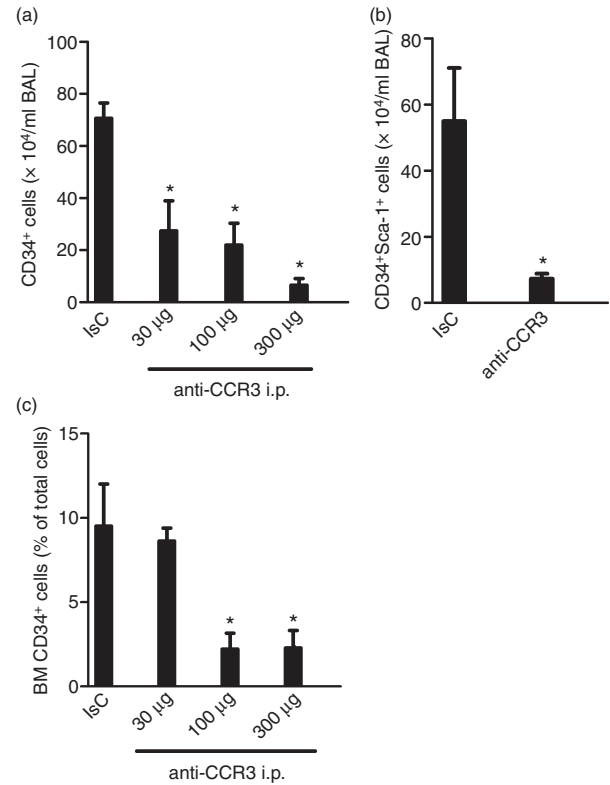 (a)
CD34⁺ cells (× 10⁴/ml BAL)
100
80
60
40
20
0
*
*
*
IsC
30 µg
100 µg
300 µg
anti-CCR3 i.p.
(b)
CD34⁺Sca-1⁺ cells (× 10⁴/ml BAL)
80
60
40
20
0
*
IsC
anti-CCR3
(c)
BM CD34⁺ cells (% of total cells)
15
10
5
0
*
*
IsC
30 µg
100 µg
300 µg
anti-CCR3 i.p.